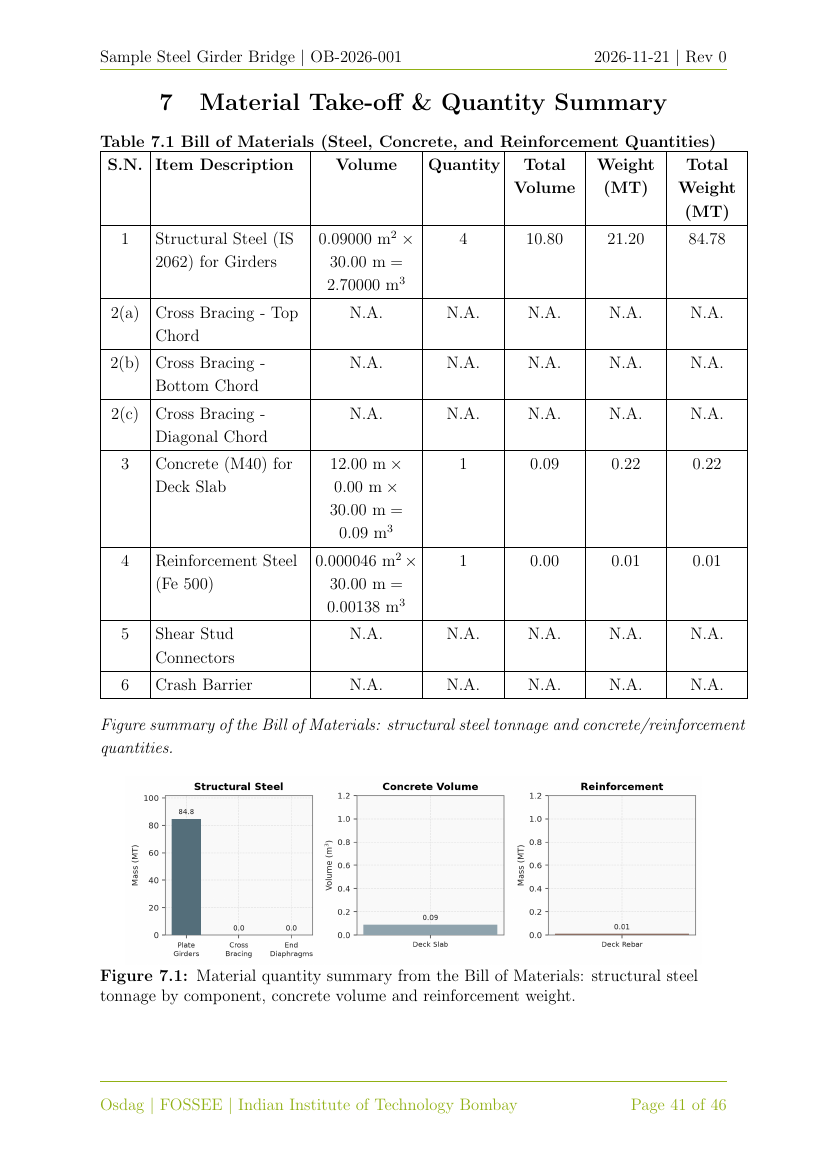 Sample Steel Girder Bridge | OB-2026-001 2026-11-21 | Rev 0
7 Material Take-off & Quantity Summary
Table 7.1 Bill of Materials (Steel, Concrete, and Reinforcement Quantities)
S.N. Item Description Volume Quantity Total Weight Total
Volume (MT) Weight
(MT)
1 Structural Steel (IS 0.09000 m² × 4 10.80 21.20 84.78
2062) for Girders 30.00 m =
2.70000 m³
2(a) Cross Bracing - Top N.A. N.A. N.A. N.A. N.A.
Chord
2(b) Cross Bracing - N.A. N.A. N.A. N.A. N.A.
Bottom Chord
2(c) Cross Bracing - N.A. N.A. N.A. N.A. N.A.
Diagonal Chord
3 Concrete (M40) for 12.00 m × 1 0.09 0.22 0.22
Deck Slab 0.00 m ×
30.00 m =
0.09 m³
4 Reinforcement Steel 0.000046 m² × 1 0.00 0.01 0.01
(Fe 500) 30.00 m =
0.00138 m³
5 Shear Stud N.A. N.A. N.A. N.A. N.A.
Connectors
6 Crash Barrier N.A. N.A. N.A. N.A. N.A.
Figure summary of the Bill of Materials: structural steel tonnage and concrete/reinforcement
quantities.
Structural Steel
Mass (MT)
100
80
60
40
20
0
84.8
0.0
0.0
Plate Cross End
Girders Bracing Diaphragms
Concrete Volume
Volume (m³)
1.2
1.0
0.8
0.6
0.4
0.2
0.0
0.09
Deck Slab
Reinforcement
Mass (MT)
1.2
1.0
0.8
0.6
0.4
0.2
0.0
0.01
Deck Rebar
Figure 7.1: Material quantity summary from the Bill of Materials: structural steel
tonnage by component, concrete volume and reinforcement weight.
Osdag | FOSSEE | Indian Institute of Technology Bombay Page 41 of 46